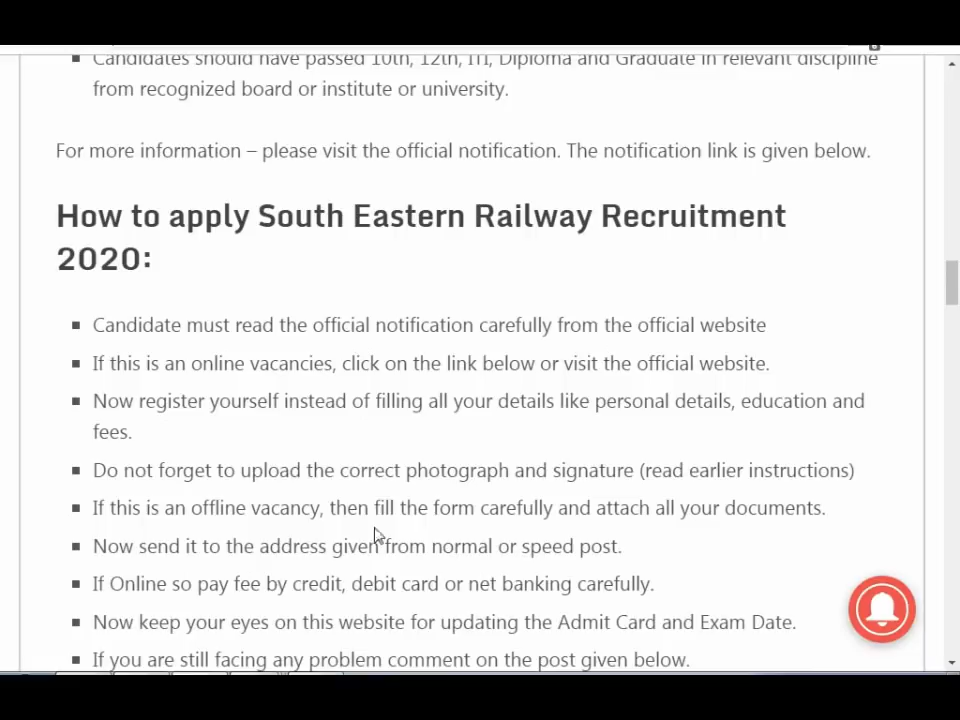 Candidates should have passed 10th, 12th, ITI, Diploma and Graduate in relevant discipline
from recognized board or institute or university.
For more information – please visit the official notification. The notification link is given below.
How to apply South Eastern Railway Recruitment
2020:
Candidate must read the official notification carefully from the official website
If this is an online vacancies, click on the link below or visit the official website.
Now register yourself instead of filling all your details like personal details, education and
fees.
Do not forget to upload the correct photograph and signature (read earlier instructions)
If this is an offline vacancy, then fill the form carefully and attach all your documents.
Now send it to the address given from normal or speed post.
If Online so pay fee by credit, debit card or net banking carefully.
Now keep your eyes on this website for updating the Admit Card and Exam Date.
If you are still facing any problem comment on the post given below.